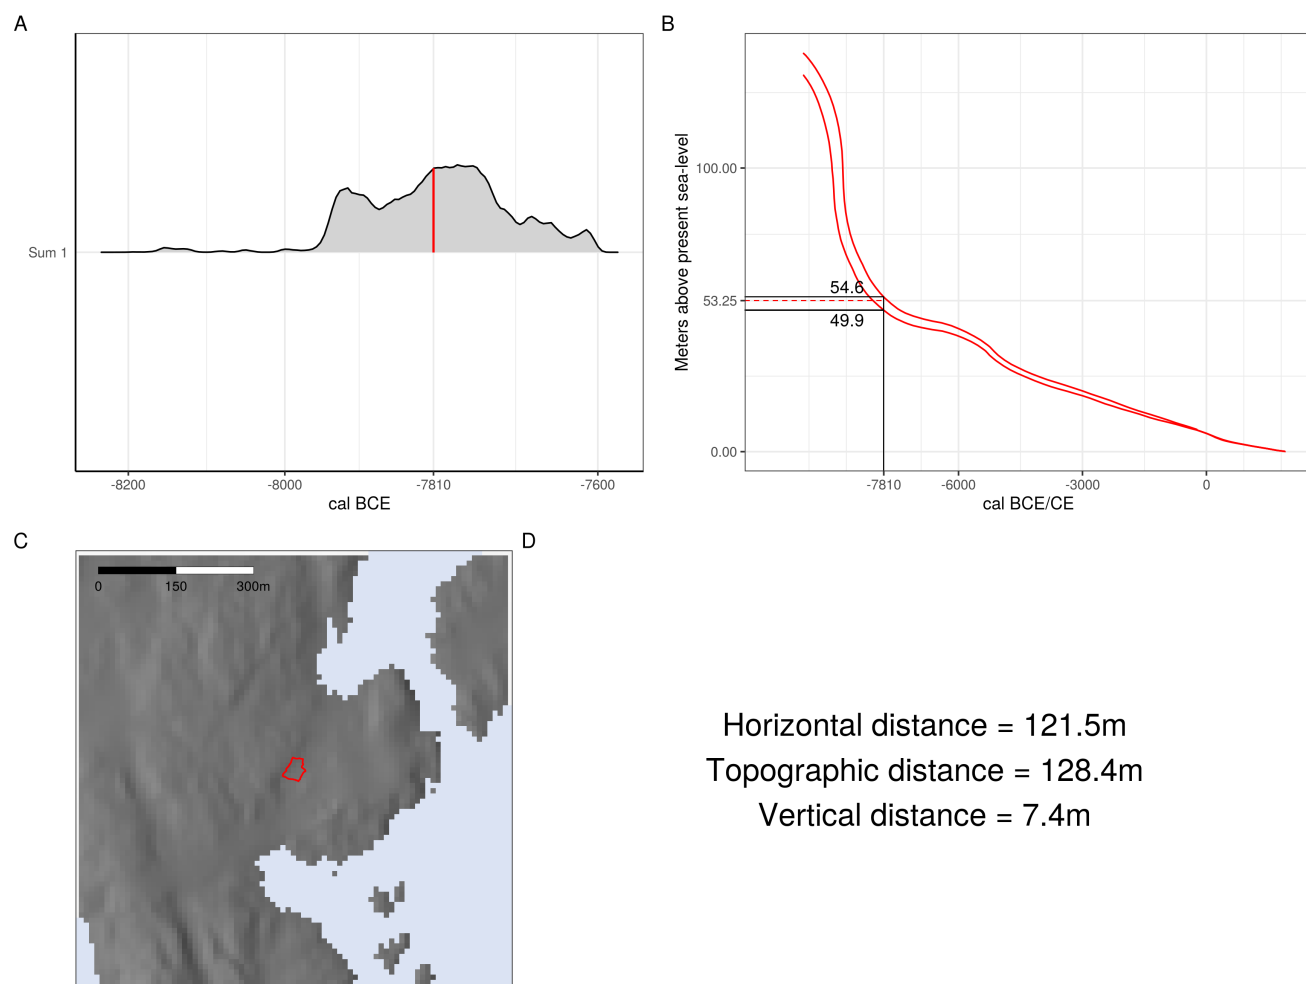 A
Sum 1
-8200 -8000 -7810 -7600
cal BCE
B
Meters above present sea-level
100.00
53.25
0.00
54.6
49.9
-7810 -6000 -3000 0
cal BCE/CE
C
0 150 300m
D
Horizontal distance = 121.5m
Topographic distance = 128.4m
Vertical distance = 7.4m